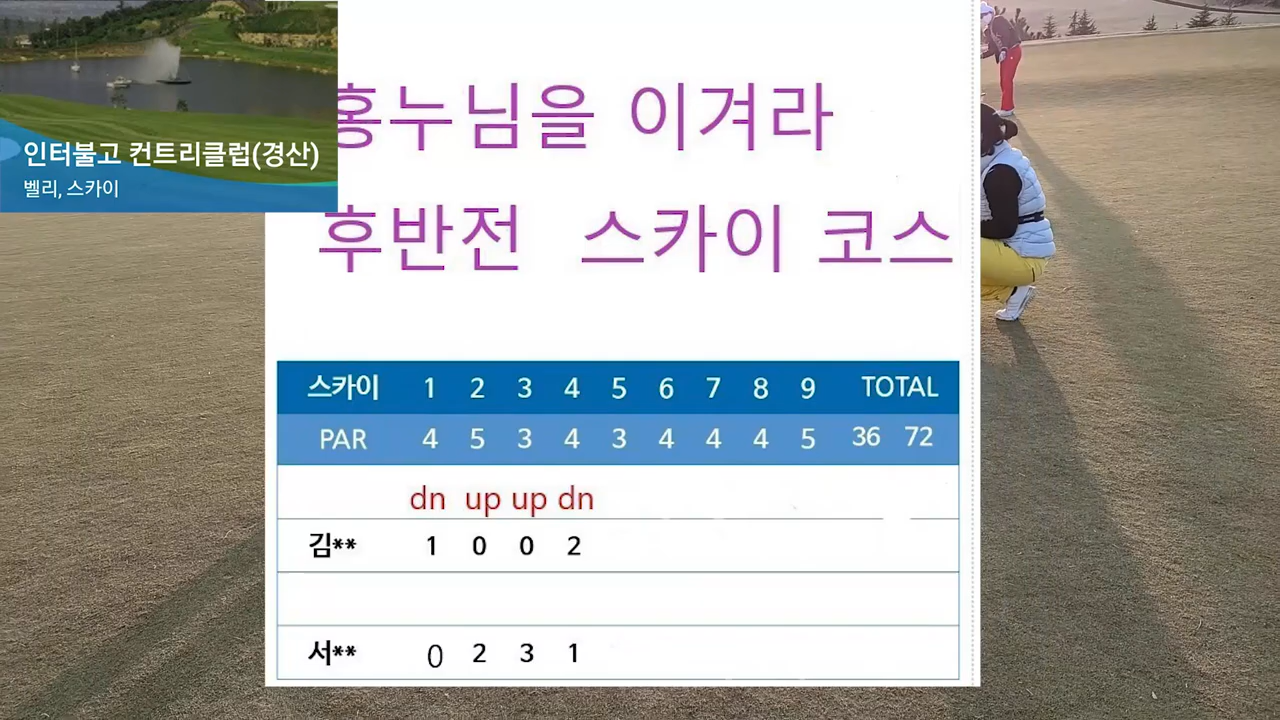 인터불고 컨트리클럽(경산)
벨리, 스카이
홍누님을 이겨라
후반전 스카이 코스
스카이 1 2 3 4 5 6 7 8 9 TOTAL
PAR 4 5 3 4 3 4 4 4 5 36 72
dn up up dn
김** 1 0 0 2
서** 0 2 3 1